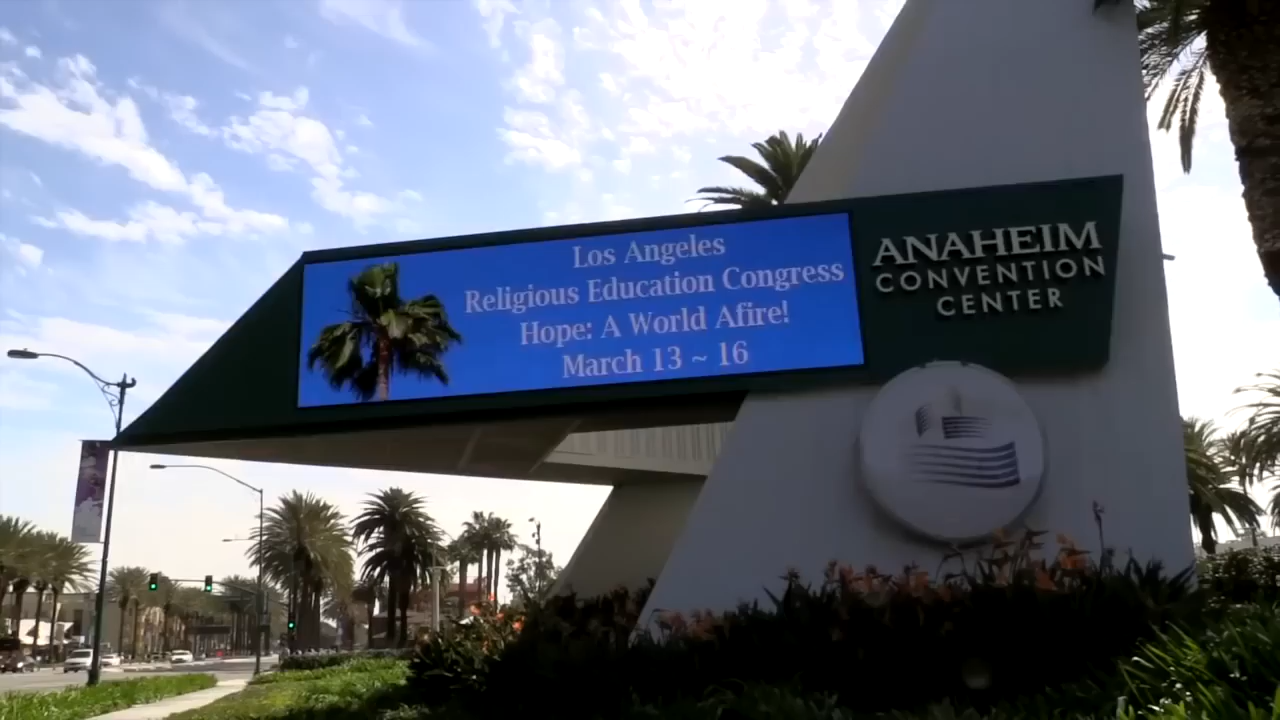 Los Angeles
Religious Education Congress
Hope: A World Afire!
March 13 ~ 16
ANAHEIM
CONVENTION
CENTER